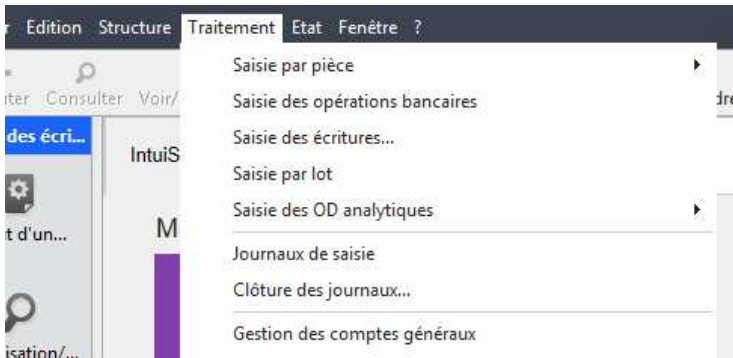 Edition Structure Traitement Etat Fenêtre ?
Consulter Voir/
des écri...
IntuiS
t d'un...
M
isation/...
Saisie par pièce
Saisie des opérations bancaires
Saisie des écritures...
Saisie par lot
Saisie des OD analytiques
Journaux de saisie
Clôture des journaux...
Gestion des comptes généraux